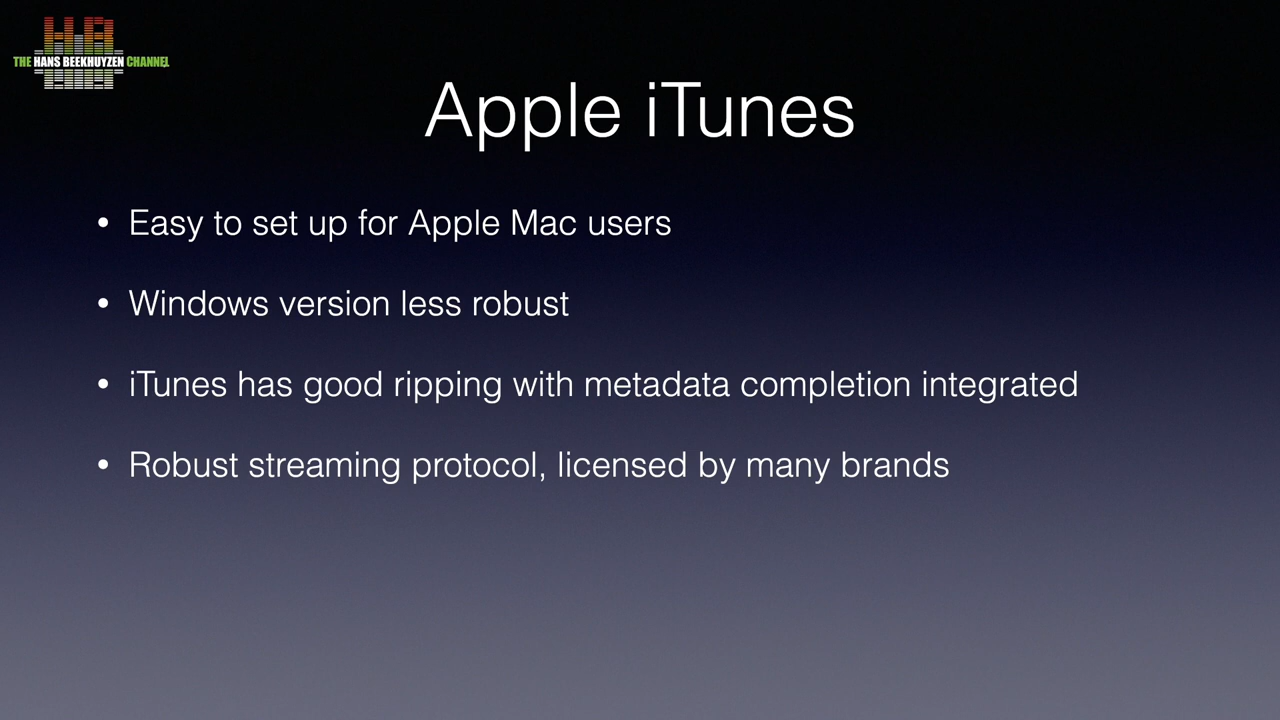 THE HANS BEEKHUYZEN CHANNEL
Apple iTunes
• Easy to set up for Apple Mac users
• Windows version less robust
• iTunes has good ripping with metadata completion integrated
• Robust streaming protocol, licensed by many brands